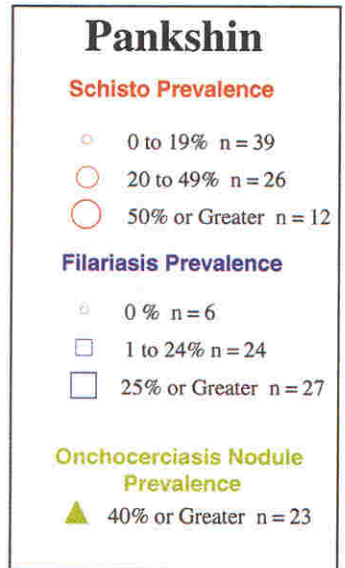 Pankshin
Schisto Prevalence
0 to 19% n = 39
20 to 49% n = 26
50% or Greater n = 12
Filariasis Prevalence
0 % n = 6
1 to 24% n = 24
25% or Greater n = 27
Onchocerciasis Nodule
Prevalence
40% or Greater n = 23